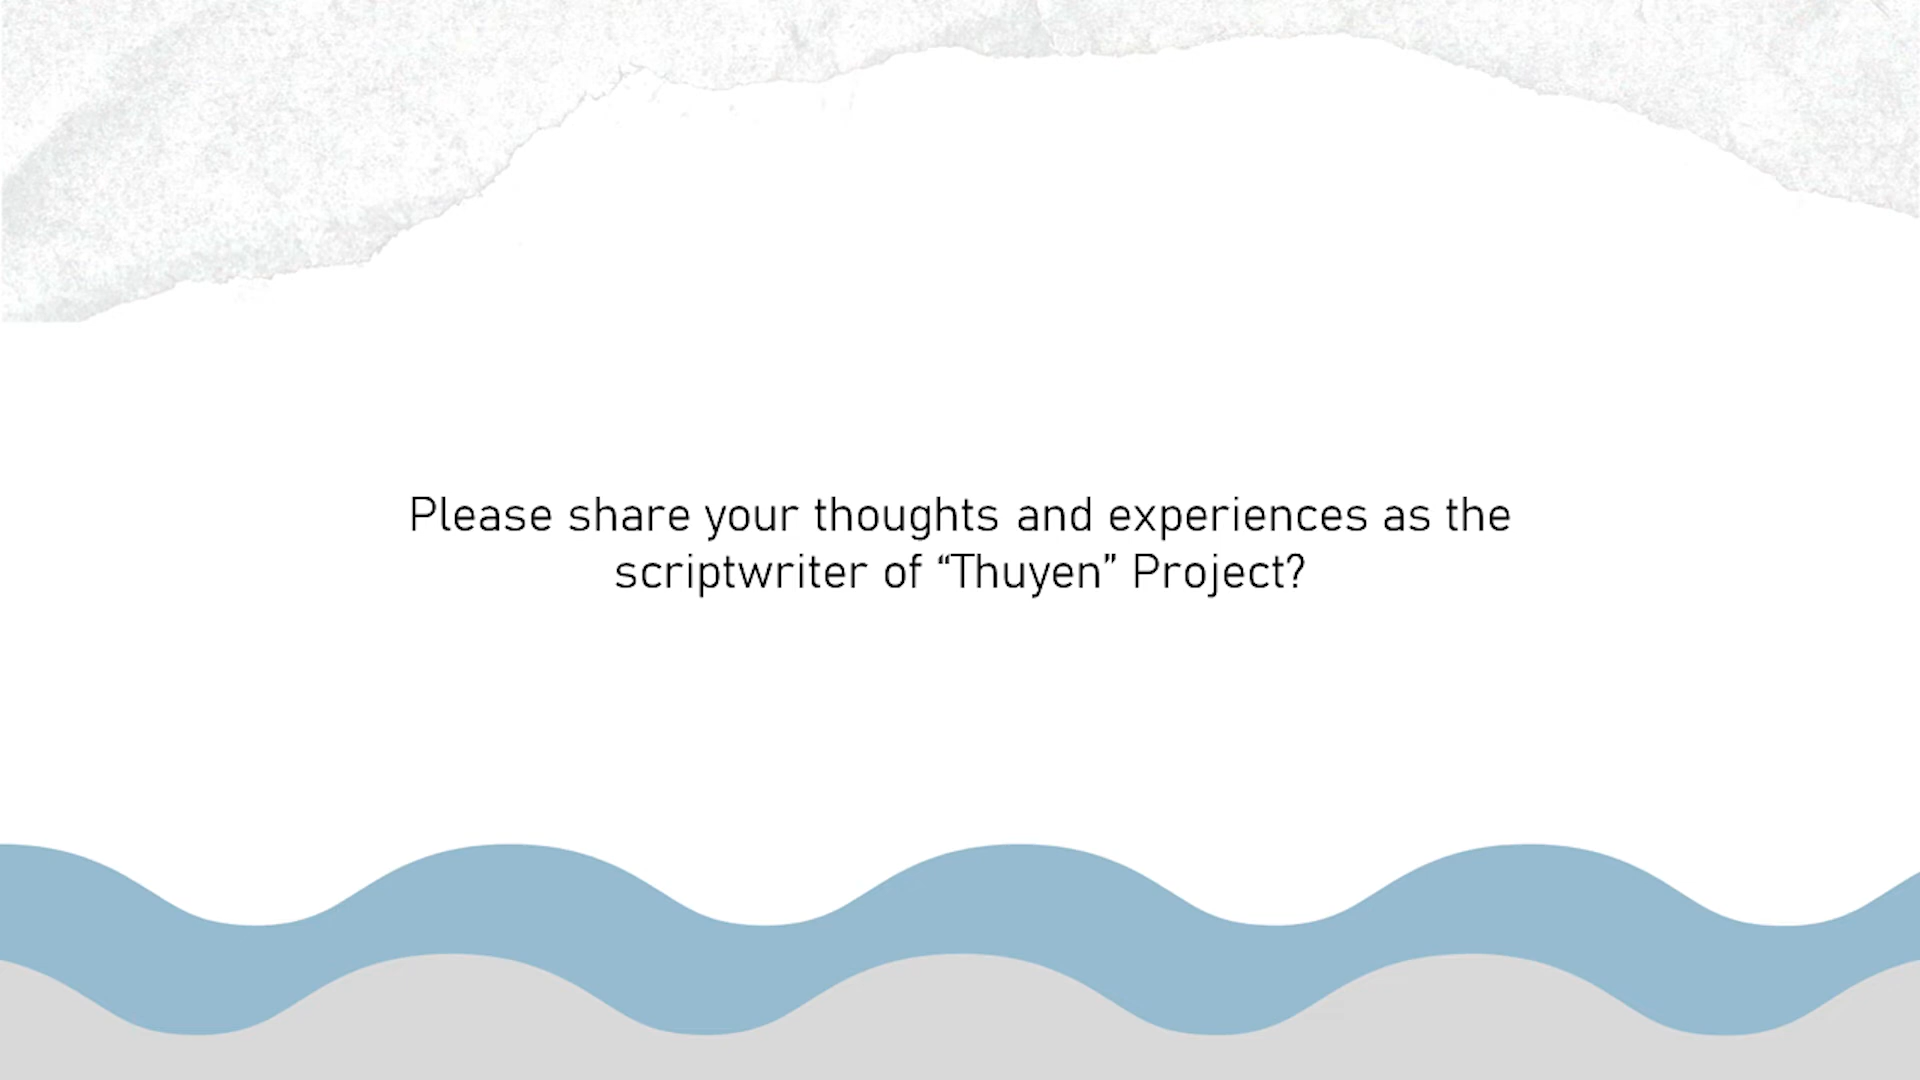 Please share your thoughts and experiences as the
scriptwriter of “Thuyen” Project?